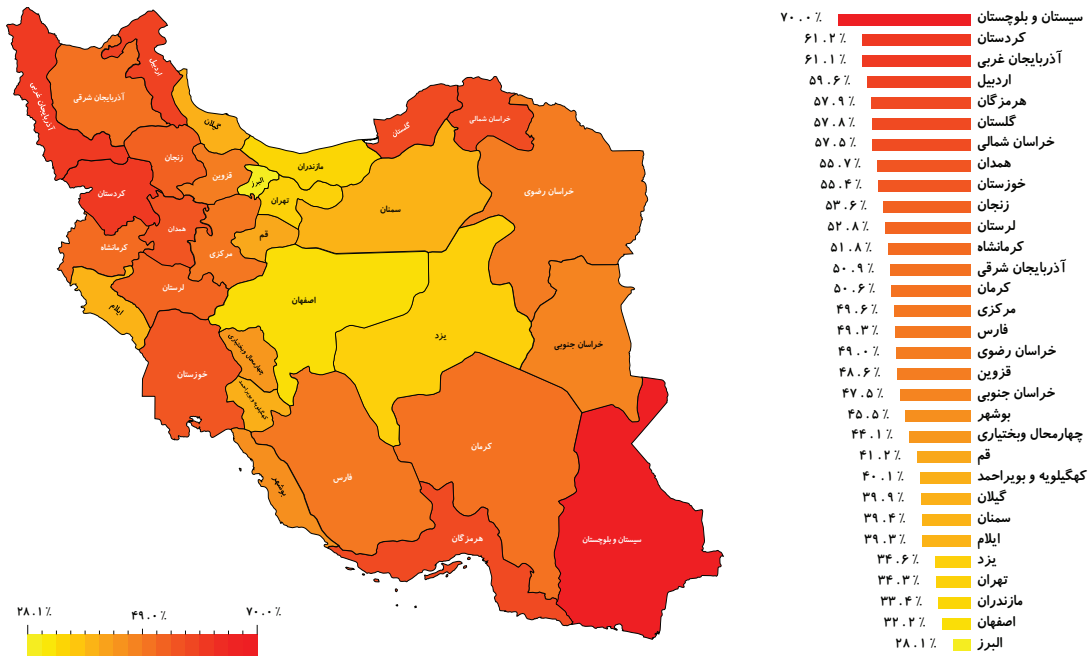 سیستان و بلوچستان ۷۰.۰٪
کردستان ۶۱.۲٪
آذربایجان غربی ۶۱.۱٪
اردبیل ۵۹.۶٪
هرمزگان ۵۷.۹٪
گلستان ۵۷.۸٪
خراسان شمالی ۵۷.۵٪
همدان ۵۵.۷٪
خوزستان ۵۵.۴٪
زنجان ۵۳.۶٪
لرستان ۵۲.۸٪
کرمانشاه ۵۱.۸٪
آذربایجان شرقی ۵۰.۹٪
کرمان ۵۰.۶٪
مرکزی ۴۹.۶٪
فارس ۴۹.۳٪
خراسان رضوی ۴۹.۰٪
قزوین ۴۸.۶٪
خراسان جنوبی ۴۷.۵٪
بوشهر ۴۵.۵٪
چهارمحال وبختیاری ۴۴.۱٪
قم ۴۱.۲٪
کهگیلویه و بویراحمد ۴۰.۱٪
گیلان ۳۹.۹٪
سمنان ۳۹.۴٪
ایلام ۳۹.۳٪
یزد ۳۴.۶٪
تهران ۳۴.۳٪
مازندران ۳۳.۴٪
اصفهان ۳۲.۲٪
البرز ۲۸.۱٪
اردبیل
آذربایجان شرقی
آذربایجان غربی
گیلان
گلستان
خراسان شمالی
زنجان
مازندران
قزوین
البرز
خراسان رضوی
کردستان
تهران
سمنان
همدان
قم
کرمانشاه
مرکزی
لرستان
اصفهان
ایلام
یزد
چهارمحال وبختیاری
خراسان جنوبی
خوزستان
کهگیلویه و بویراحمد
کرمان
فارس
بوشهر
هرمزگان
سیستان و بلوچستان
۲۸.۱٪ ۴۹.۰٪ ۷۰.۰٪